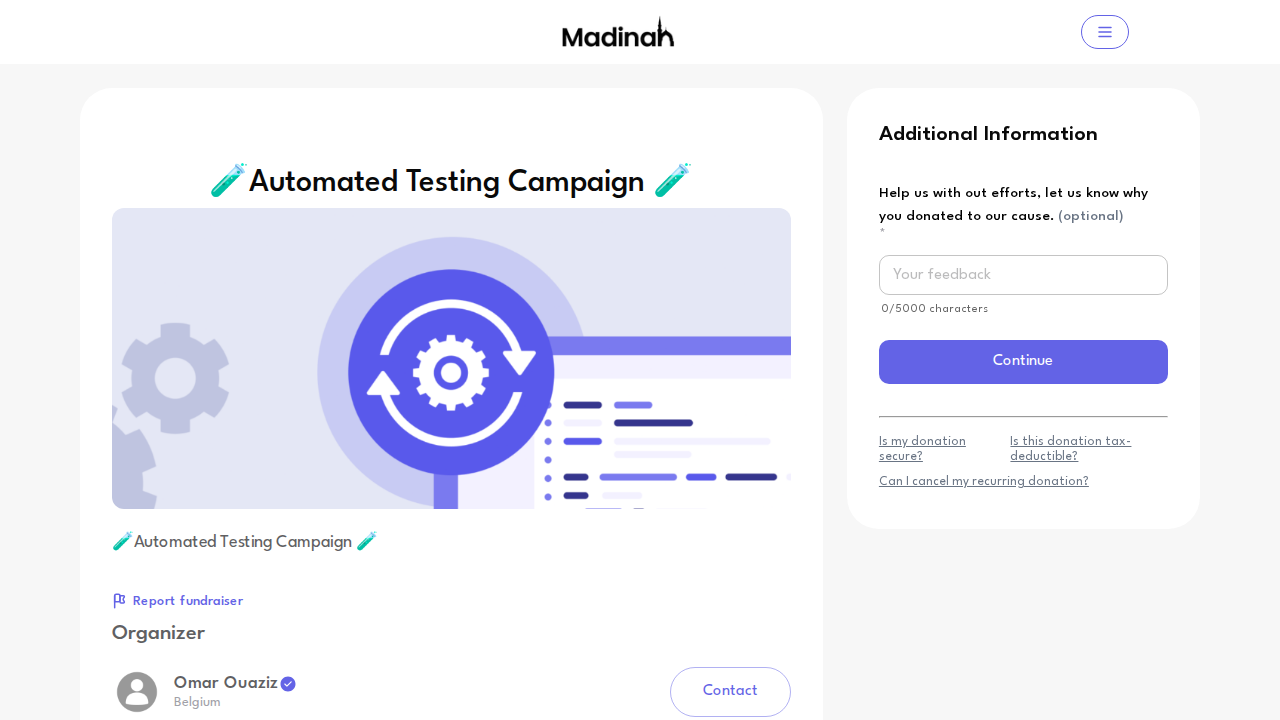 Madinah
🧪Automated Testing Campaign 🧪
🧪Automated Testing Campaign 🧪
Report fundraiser
Organizer
Omar Ouaziz
Belgium
Contact
Additional Information
Help us with out efforts, let us know why
you donated to our cause. (optional)
*
Your feedback
0/5000 characters
Continue
Is my donation
secure?
Is this donation tax-
deductible?
Can I cancel my recurring donation?